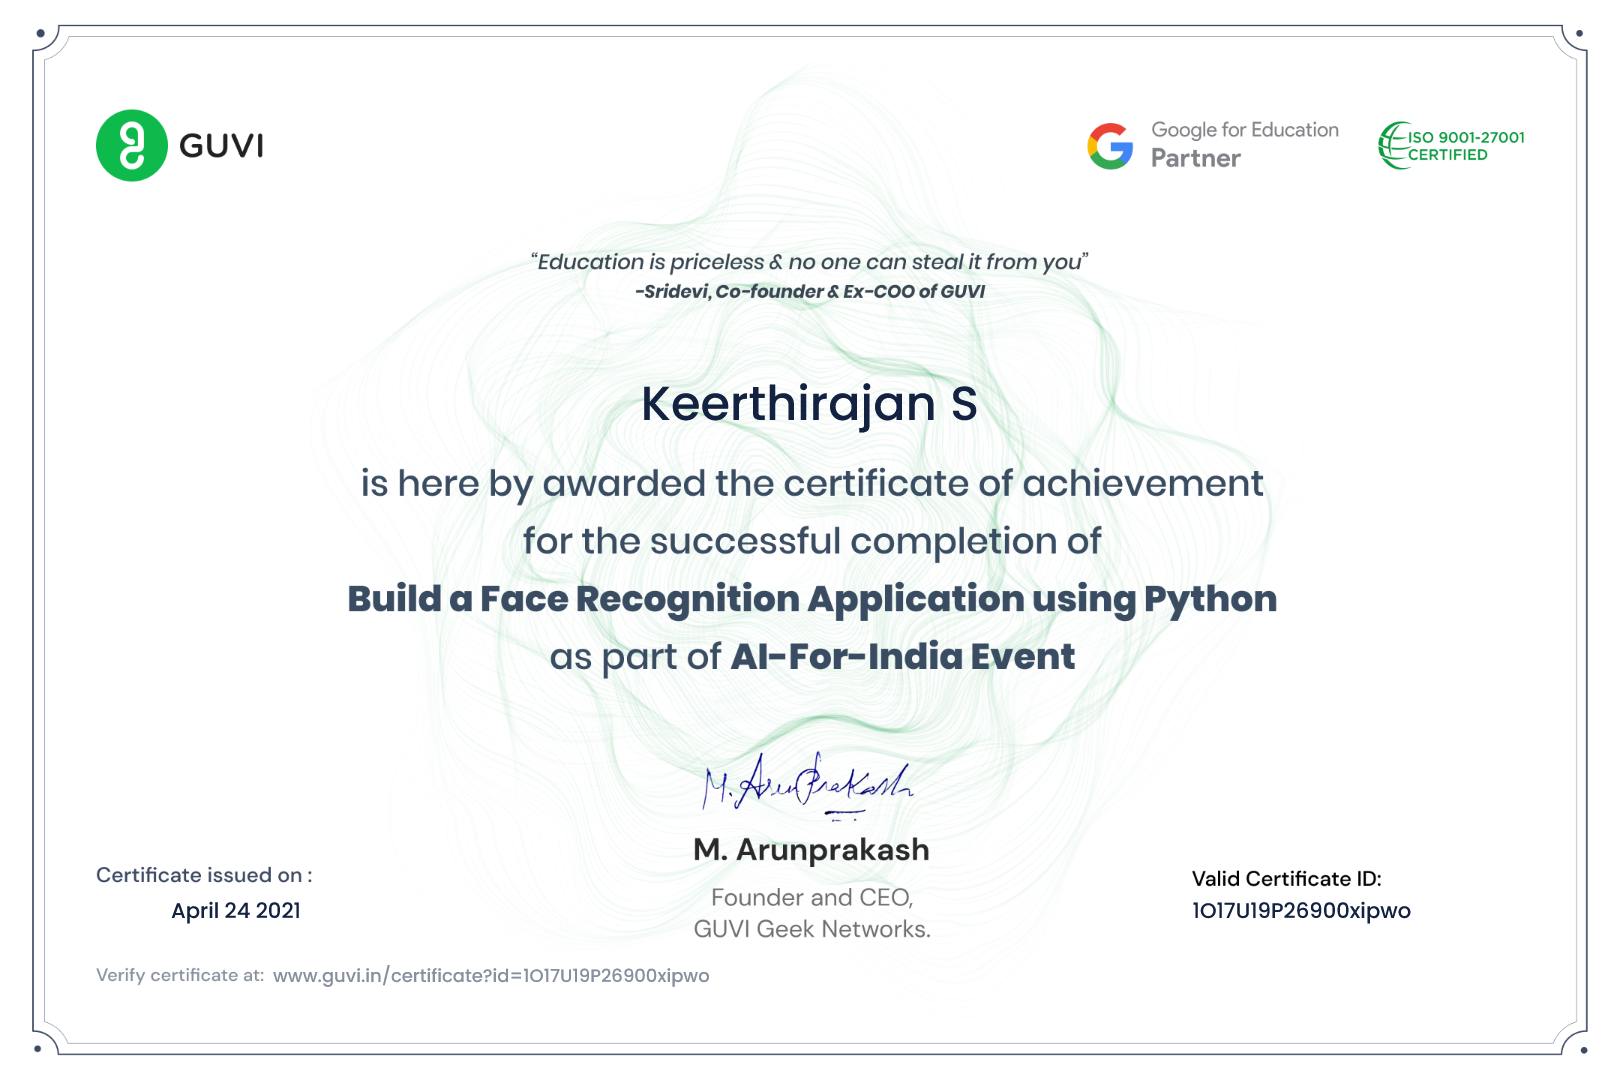 GUVI
Google for Education
Partner
ISO 9001-27001
CERTIFIED
“Education is priceless & no one can steal it from you”
-Sridevi, Co-founder & Ex-COO of GUVI
Keerthirajan S
is here by awarded the certificate of achievement
for the successful completion of
Build a Face Recognition Application using Python
as part of AI-For-India Event
M. Arunprakash
M. Arunprakash
Founder and CEO,
GUVI Geek Networks.
Certificate issued on :
April 24 2021
Valid Certificate ID:
1O17U19P26900xipwo
Verify certificate at: www.guvi.in/certificate?id=1O17U19P26900xipwo